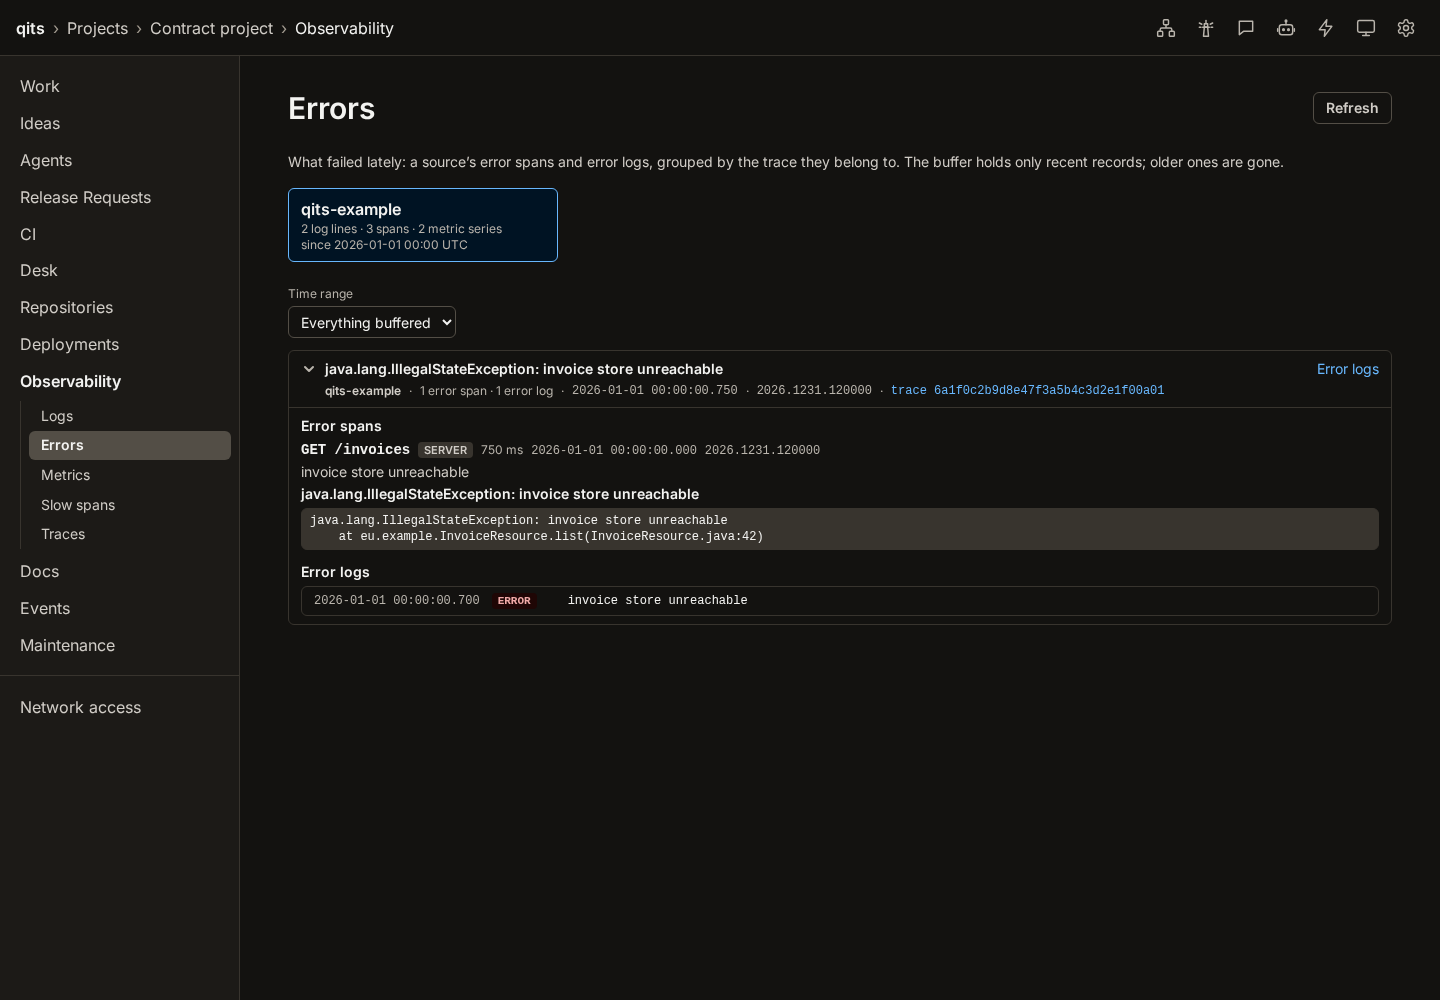 qits › Projects › Contract project › Observability
Work
Ideas
Agents
Release Requests
CI
Desk
Repositories
Deployments
Observability
Logs
Errors
Metrics
Slow spans
Traces
Docs
Events
Maintenance
Network access
Errors
Refresh
What failed lately: a source’s error spans and error logs, grouped by the trace they belong to. The buffer holds only recent records; older ones are gone.
qits-example
2 log lines · 3 spans · 2 metric series
since 2026-01-01 00:00 UTC
Time range
Everything buffered
java.lang.IllegalStateException: invoice store unreachable
Error logs
qits-example · 1 error span · 1 error log · 2026-01-01 00:00:00.750 · 2026.1231.120000 · trace 6a1f0c2b9d8e47f3a5b4c3d2e1f00a01
Error spans
GET /invoices SERVER 750 ms 2026-01-01 00:00:00.000 2026.1231.120000
invoice store unreachable
java.lang.IllegalStateException: invoice store unreachable
java.lang.IllegalStateException: invoice store unreachable
at eu.example.InvoiceResource.list(InvoiceResource.java:42)
Error logs
2026-01-01 00:00:00.700 ERROR invoice store unreachable